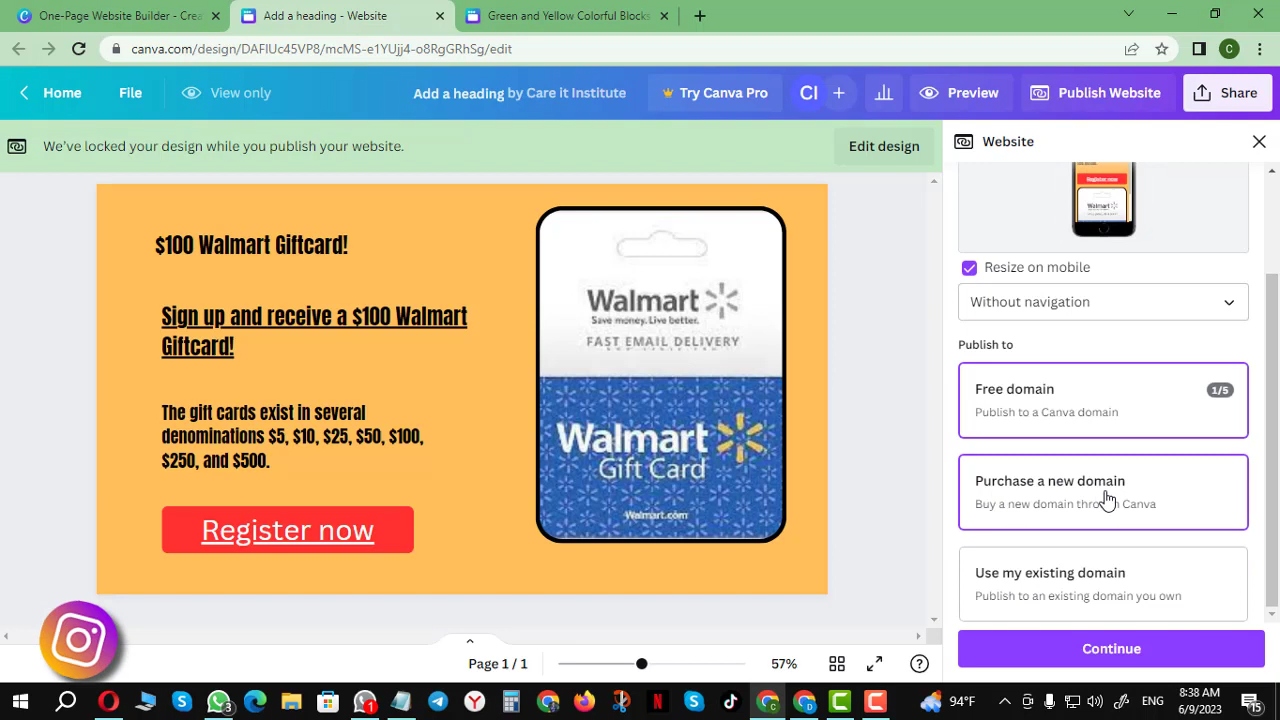 One-Page Website Builder - Crea
Add a heading - Website
Green and Yellow Colorful Blocks
canva.com/design/DAFlUc45VP8/mcMS-e1YUjj4-o8RgGRhSg/edit
Home
File
View only
Add a heading by Care it Institute
Try Canva Pro
CI
Preview
Publish Website
Share
We've locked your design while you publish your website.
Edit design
Website
$100 Walmart Giftcard!
Sign up and receive a $100 Walmart
Giftcard!
The gift cards exist in several
denominations $5, $10, $25, $50, $100,
$250, and $500.
Register now
Walmart
Save money. Live better.
FAST EMAIL DELIVERY
Walmart
Gift Card
Walmart.com
Register now
Walmart
Resize on mobile
Without navigation
Publish to
Free domain
1/5
Publish to a Canva domain
Purchase a new domain
Buy a new domain through Canva
Use my existing domain
Publish to an existing domain you own
Continue
Page 1 / 1
57%
94°F
ENG
8:38 AM
6/9/2023